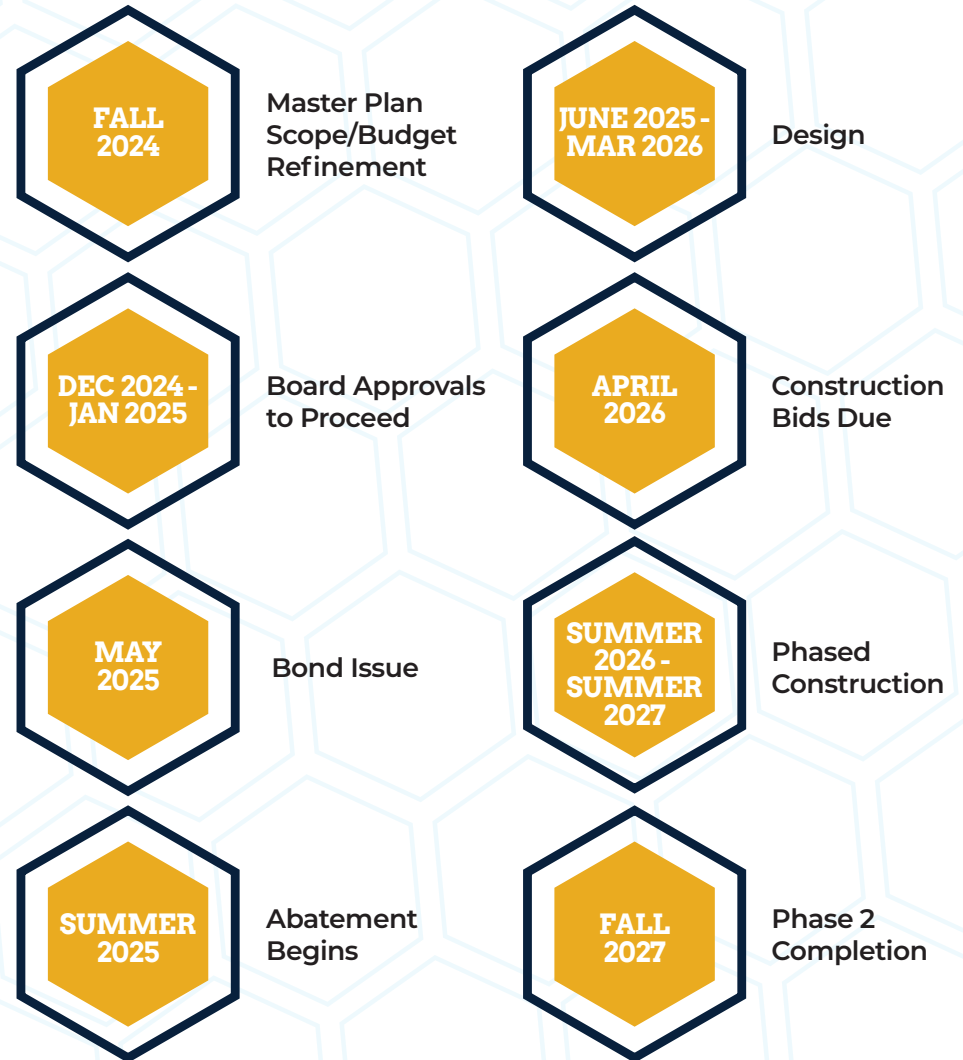 FALL
2024
Master Plan
Scope/Budget
Refinement
DEC 2024 -
JAN 2025
Board Approvals
to Proceed
MAY
2025
Bond Issue
SUMMER
2025
Abatement
Begins
JUNE 2025 -
MAR 2026
Design
APRIL
2026
Construction
Bids Due
SUMMER
2026 -
SUMMER
2027
Phased
Construction
FALL
2027
Phase 2
Completion